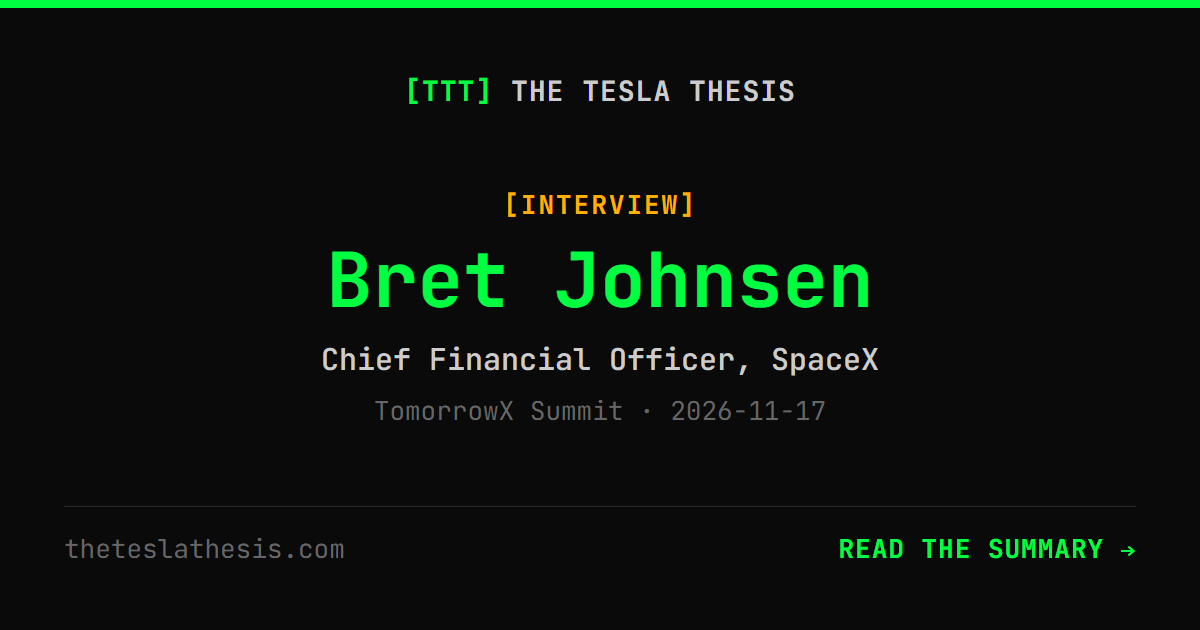 [TTT] THE TESLA THESIS
[INTERVIEW]
Bret Johnsen
Chief Financial Officer, SpaceX
TomorrowX Summit · 2026-11-17
theteslathesis.com
READ THE SUMMARY →